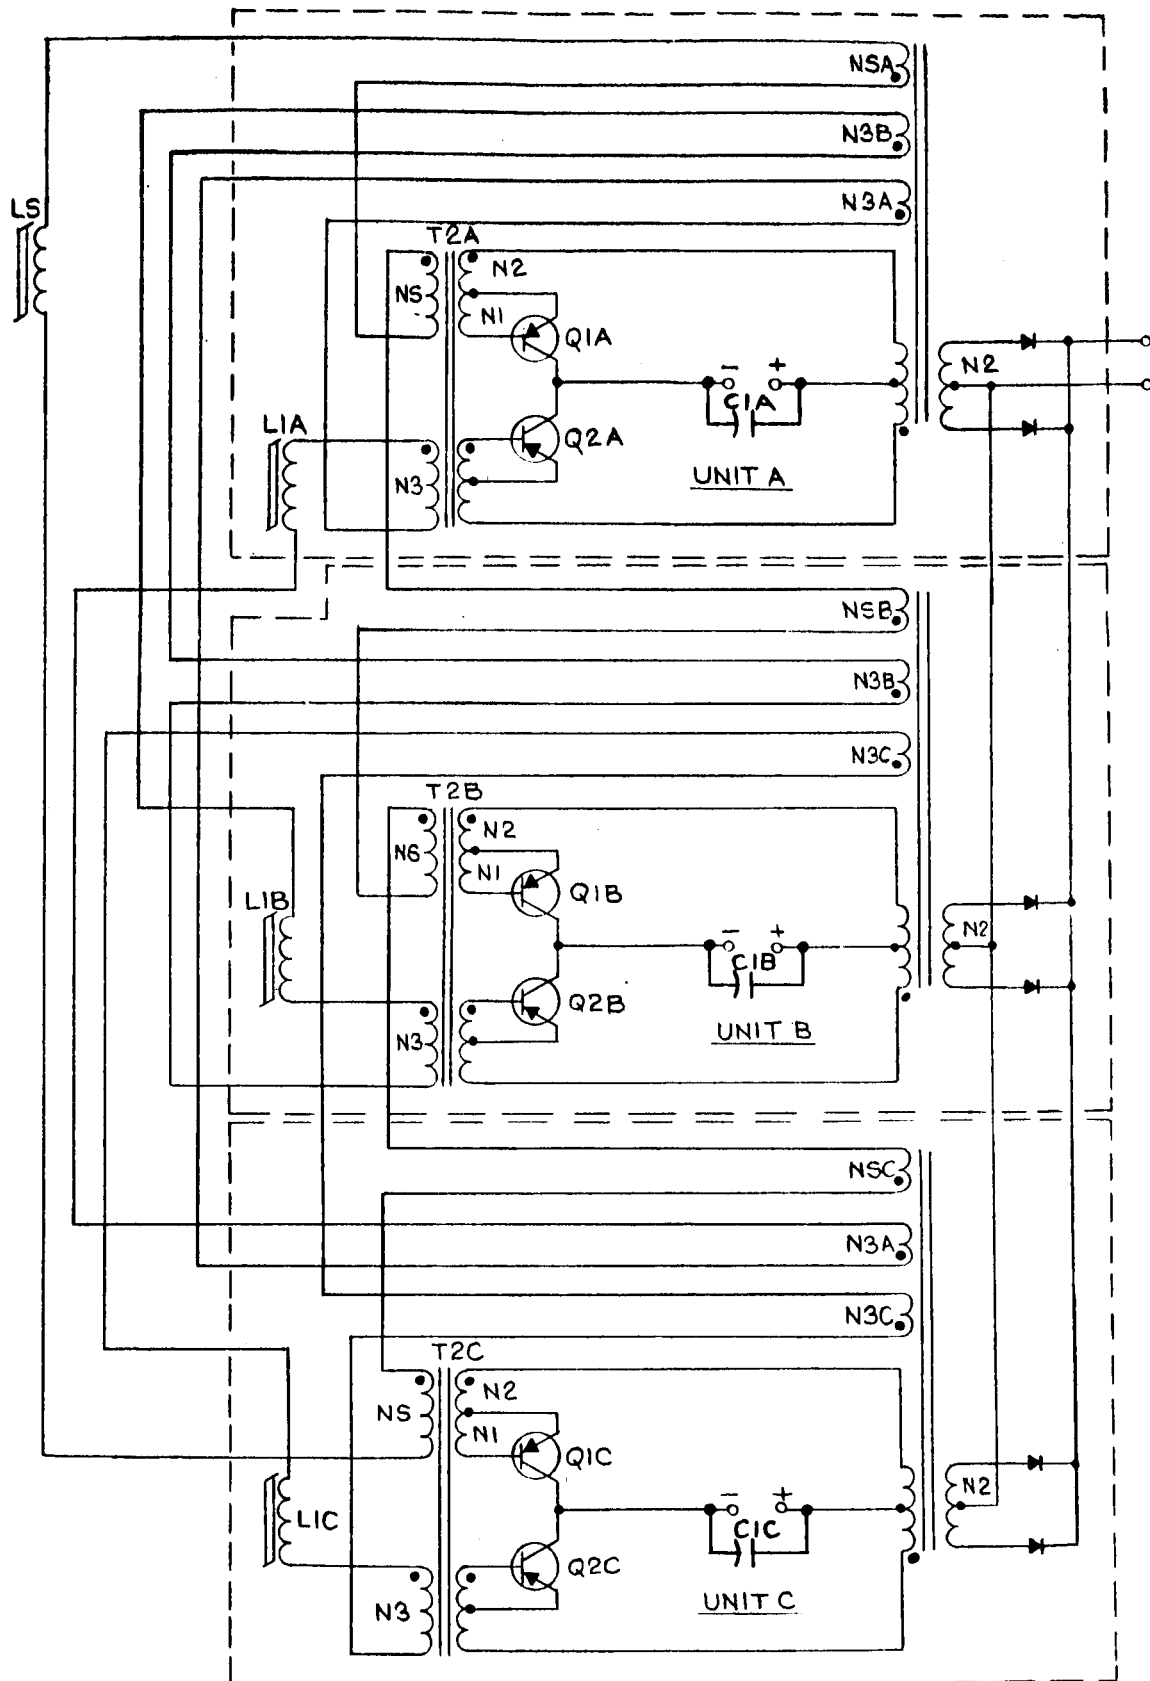 NSA
N3B
N3A
LS
T2A
N2
NS
N1
Q1A
- +
C1A
N2
L1A
Q2A
N3
UNIT A
NSB
N3B
N3C
T2B
N2
N6
N1
Q1B
L1B
- +
C1B
N2
Q2B
N3
UNIT B
NSC
N3A
N3C
T2C
N2
NS
N1
Q1C
N2
- +
L1C
C1C
Q2C
N3
UNIT C